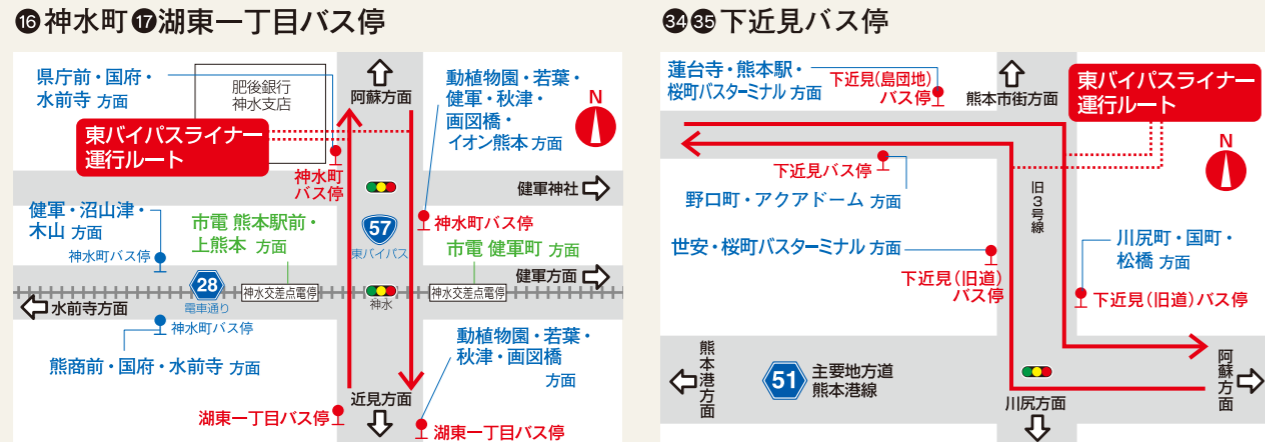 ⓰神水町⓱湖東一丁目バス停
県庁前・国府・
水前寺 方面
肥後銀行
神水支店
阿蘇方面
動植物園・若葉・
健軍・秋津・
画図橋・
イオン熊本 方面
N
東バイパスライナー
運行ルート
神水町
バス停
健軍神社
健軍・沼山津・
木山 方面
神水町バス停
市電 熊本駅前・
上熊本 方面
57
東バイパス
神水町バス停
市電 健軍町 方面
健軍方面
28
電車通り
神水交差点電停
神水
神水交差点電停
水前寺方面
神水町バス停
熊商前・国府・水前寺 方面
動植物園・若葉・
秋津・画図橋
方面
近見方面
湖東一丁目バス停
湖東一丁目バス停
㉞㉟下近見バス停
蓮台寺・熊本駅・
桜町バスターミナル 方面
下近見(島団地)
バス停
熊本市街方面
東バイパスライナー
運行ルート
N
下近見バス停
野口町・アクアドーム 方面
旧3号線
世安・桜町バスターミナル 方面
下近見(旧道)
バス停
川尻町・国町・
松橋 方面
下近見(旧道)バス停
熊本港方面
51
主要地方道
熊本港線
川尻方面
阿蘇方面